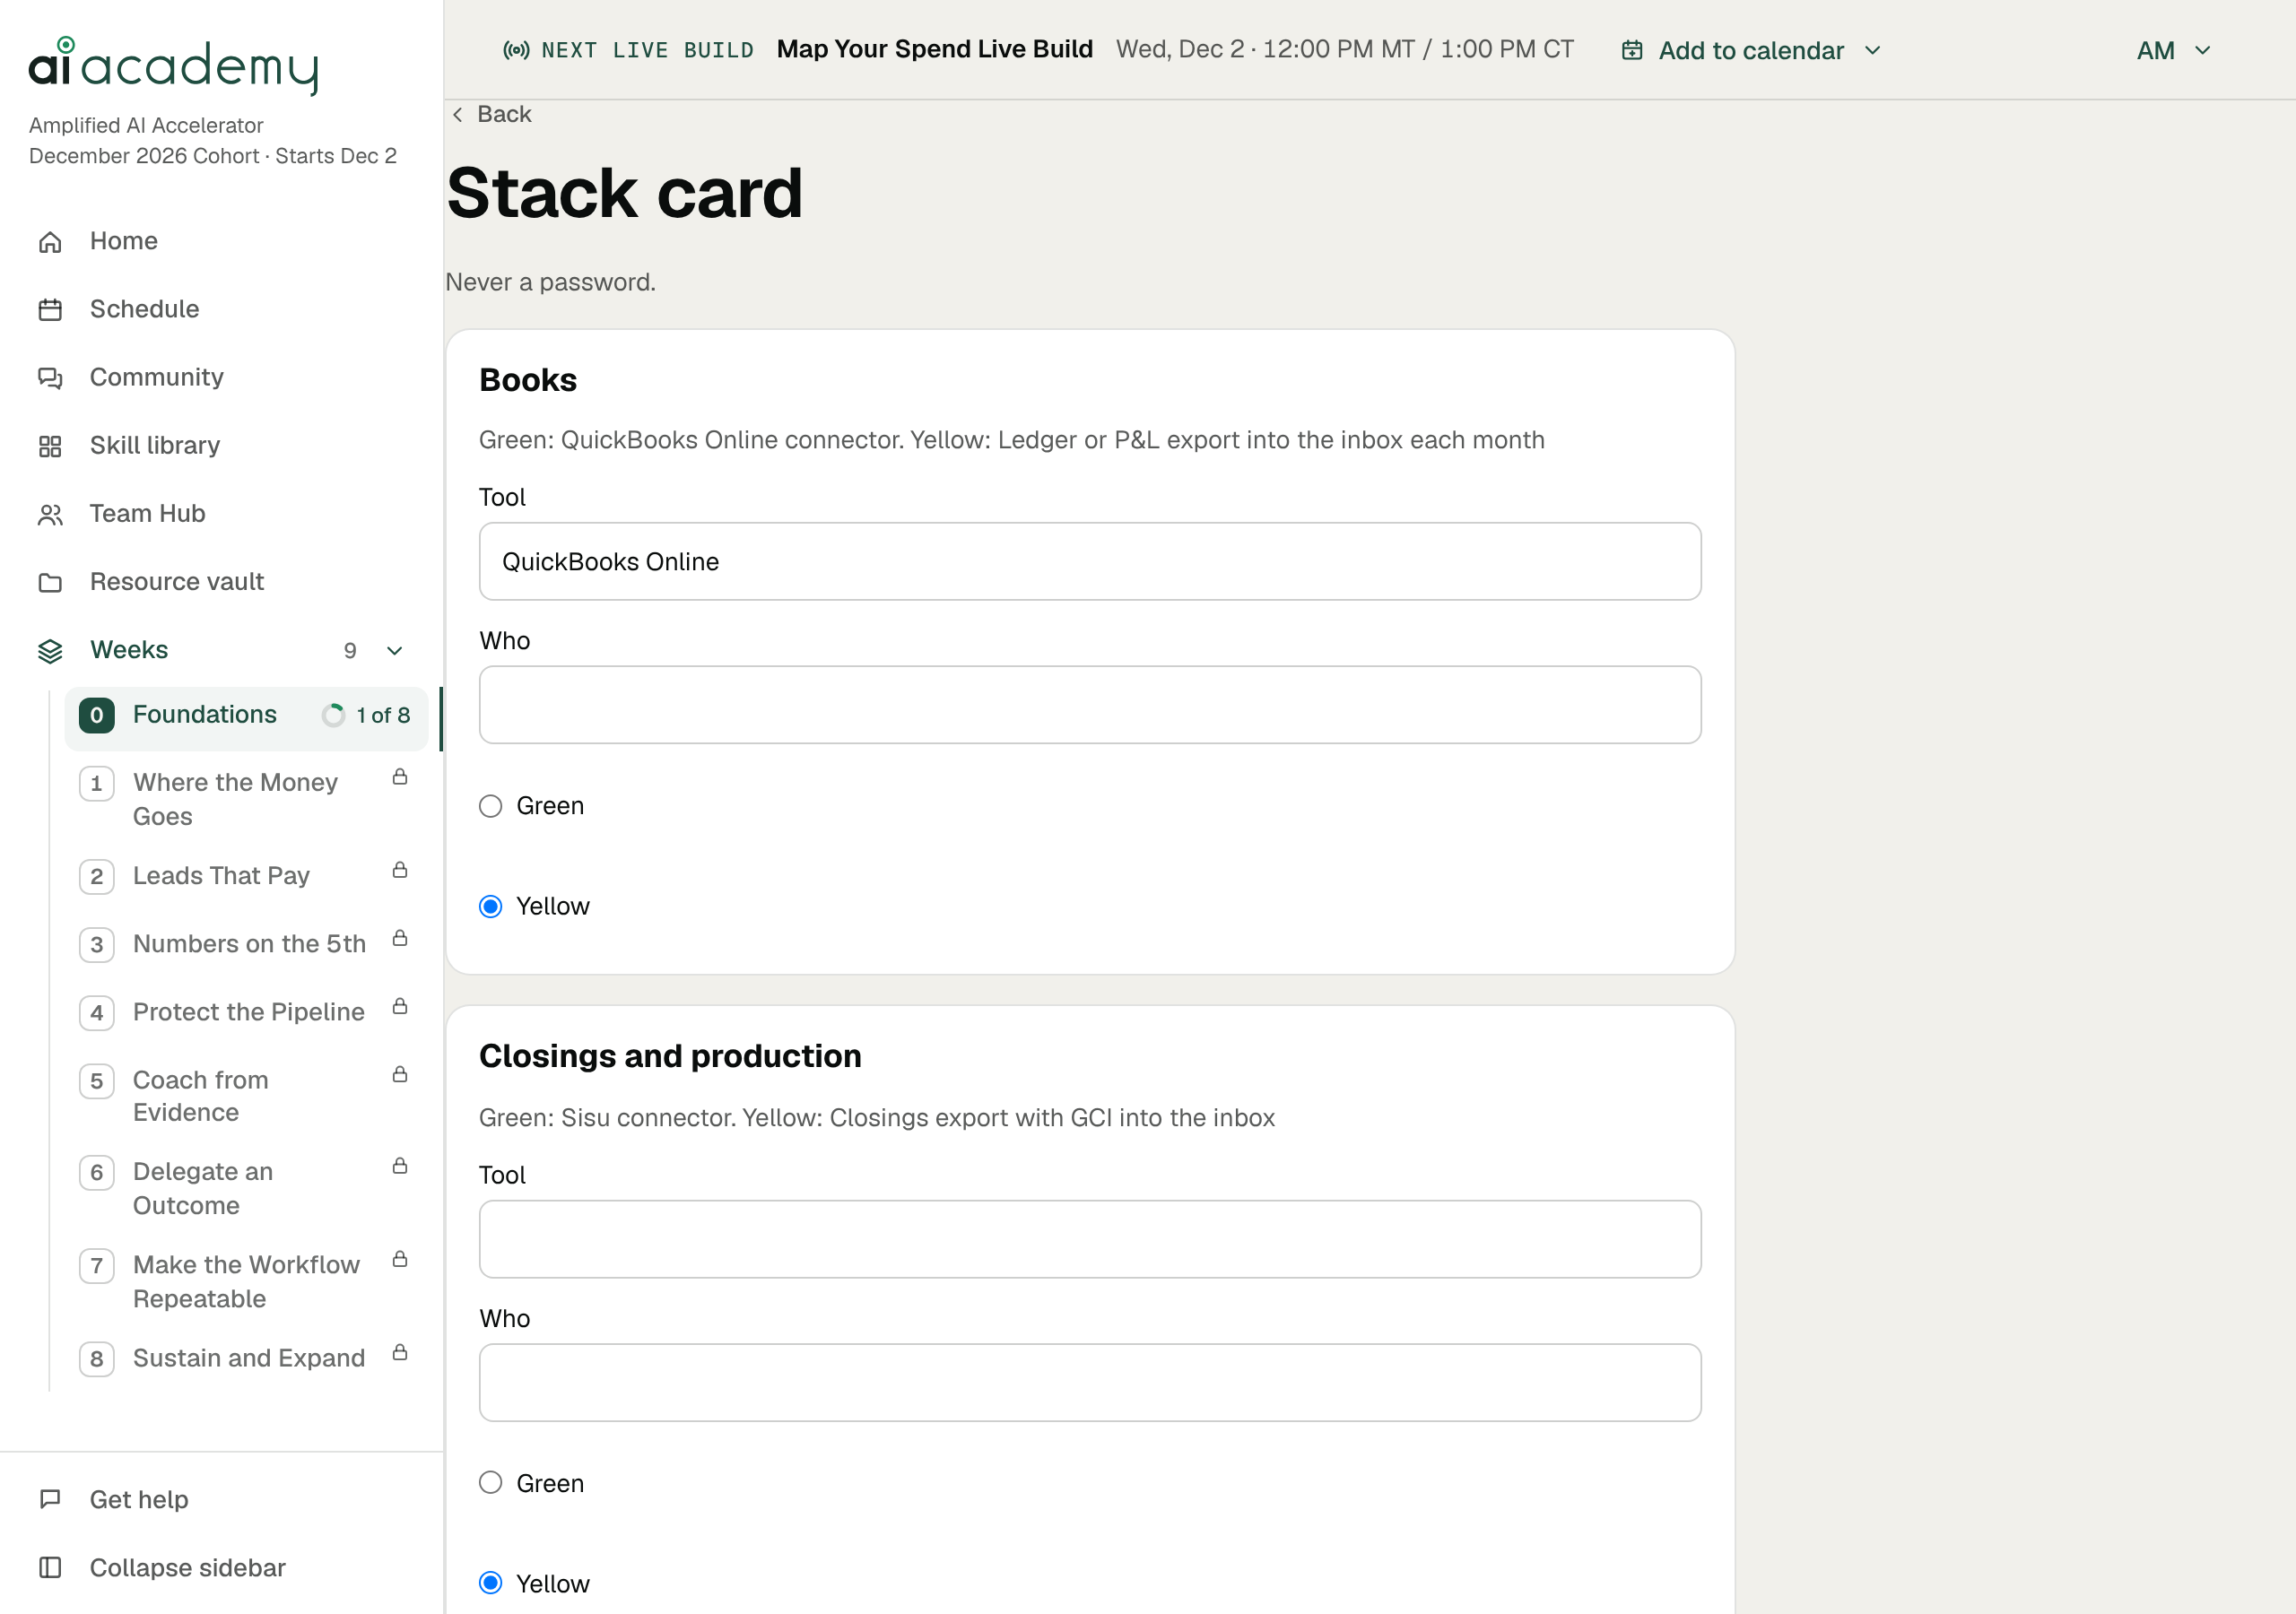 ai academy
Amplified AI Accelerator
December 2026 Cohort · Starts Dec 2
Home
Schedule
Community
Skill library
Team Hub
Resource vault
Weeks 9
0 Foundations 1 of 8
1 Where the Money
Goes
2 Leads That Pay
3 Numbers on the 5th
4 Protect the Pipeline
5 Coach from
Evidence
6 Delegate an
Outcome
7 Make the Workflow
Repeatable
8 Sustain and Expand
Get help
Collapse sidebar
NEXT LIVE BUILD Map Your Spend Live Build Wed, Dec 2 · 12:00 PM MT / 1:00 PM CT Add to calendar AM
Back
Stack card
Never a password.
Books
Green: QuickBooks Online connector. Yellow: Ledger or P&L export into the inbox each month
Tool
QuickBooks Online
Who
Green
Yellow
Closings and production
Green: Sisu connector. Yellow: Closings export with GCI into the inbox
Tool
Who
Green
Yellow